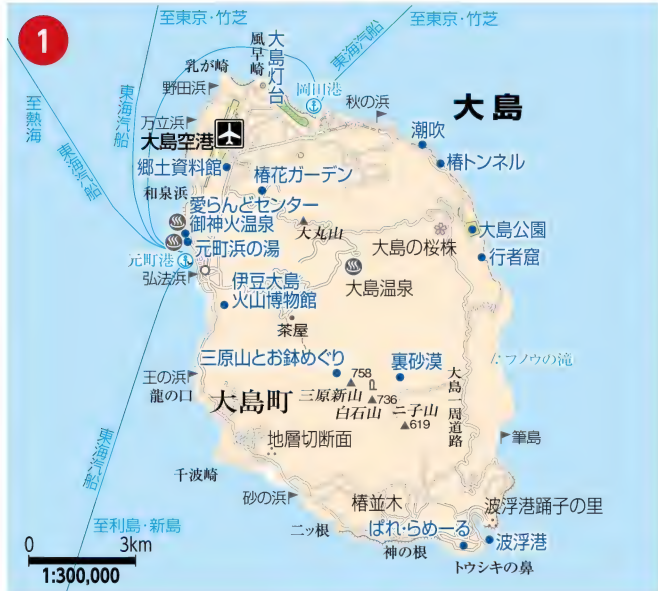 1
至東京・竹芝
至東京・竹芝
東海汽船
風早崎
大島灯台
乳が崎
岡田港
野田浜
秋の浜
大島
至熱海
東海汽船
東海汽船
万立浜
大島空港
潮吹
郷土資料館
椿花ガーデン
椿トンネル
和泉浜
愛らんどセンター
御神火温泉
大丸山
大島の桜株
大島公園
元町浜の湯
行者窟
元町港
弘法浜
大島温泉
伊豆大島
火山博物館
茶屋
三原山とお鉢めぐり
裏砂漠
フノウの滝
王の浜
龍の口
758
三原新山
大島町
736
白石山
二子山
619
大島一周道路
地層切断面
筆島
東海汽船
千波崎
砂の浜
椿並木
波浮港踊子の里
至利島・新島
二ッ根
ぱれ・らめーる
波浮港
神の根
トウシキの鼻
0 3km
1:300,000